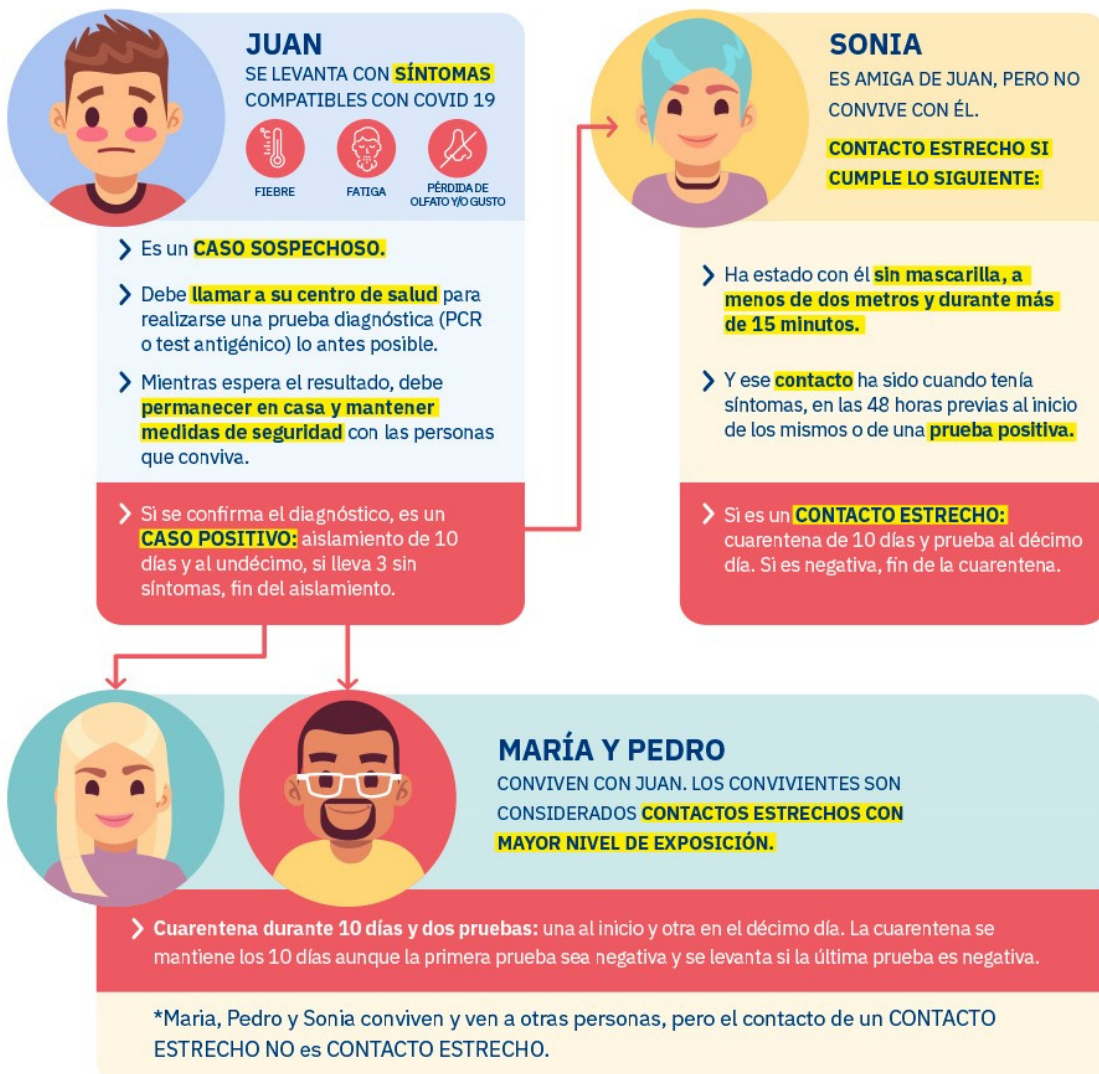 JUAN
SE LEVANTA CON SÍNTOMAS
COMPATIBLES CON COVID 19
°C
FIEBRE
FATIGA
PÉRDIDA DE
OLFATO Y/O GUSTO
Es un CASO SOSPECHOSO.
Debe llamar a su centro de salud para
realizarse una prueba diagnóstica (PCR
o test antigénico) lo antes posible.
Mientras espera el resultado, debe
permanecer en casa y mantener
medidas de seguridad con las personas
que conviva.
Si se confirma el diagnóstico, es un
CASO POSITIVO: aislamiento de 10
días y al undécimo, si lleva 3 sin
síntomas, fin del aislamiento.
SONIA
ES AMIGA DE JUAN, PERO NO
CONVIVE CON ÉL.
CONTACTO ESTRECHO SI
CUMPLE LO SIGUIENTE:
Ha estado con él sin mascarilla, a
menos de dos metros y durante más
de 15 minutos.
Y ese contacto ha sido cuando tenía
síntomas, en las 48 horas previas al inicio
de los mismos o de una prueba positiva.
Si es un CONTACTO ESTRECHO:
cuarentena de 10 días y prueba al décimo
día. Si es negativa, fin de la cuarentena.
MARÍA Y PEDRO
CONVIVEN CON JUAN. LOS CONVIVIENTES SON
CONSIDERADOS CONTACTOS ESTRECHOS CON
MAYOR NIVEL DE EXPOSICIÓN.
Cuarentena durante 10 días y dos pruebas: una al inicio y otra en el décimo día. La cuarentena se
mantiene los 10 días aunque la primera prueba sea negativa y se levanta si la última prueba es negativa.
*Maria, Pedro y Sonia conviven y ven a otras personas, pero el contacto de un CONTACTO
ESTRECHO NO es CONTACTO ESTRECHO.